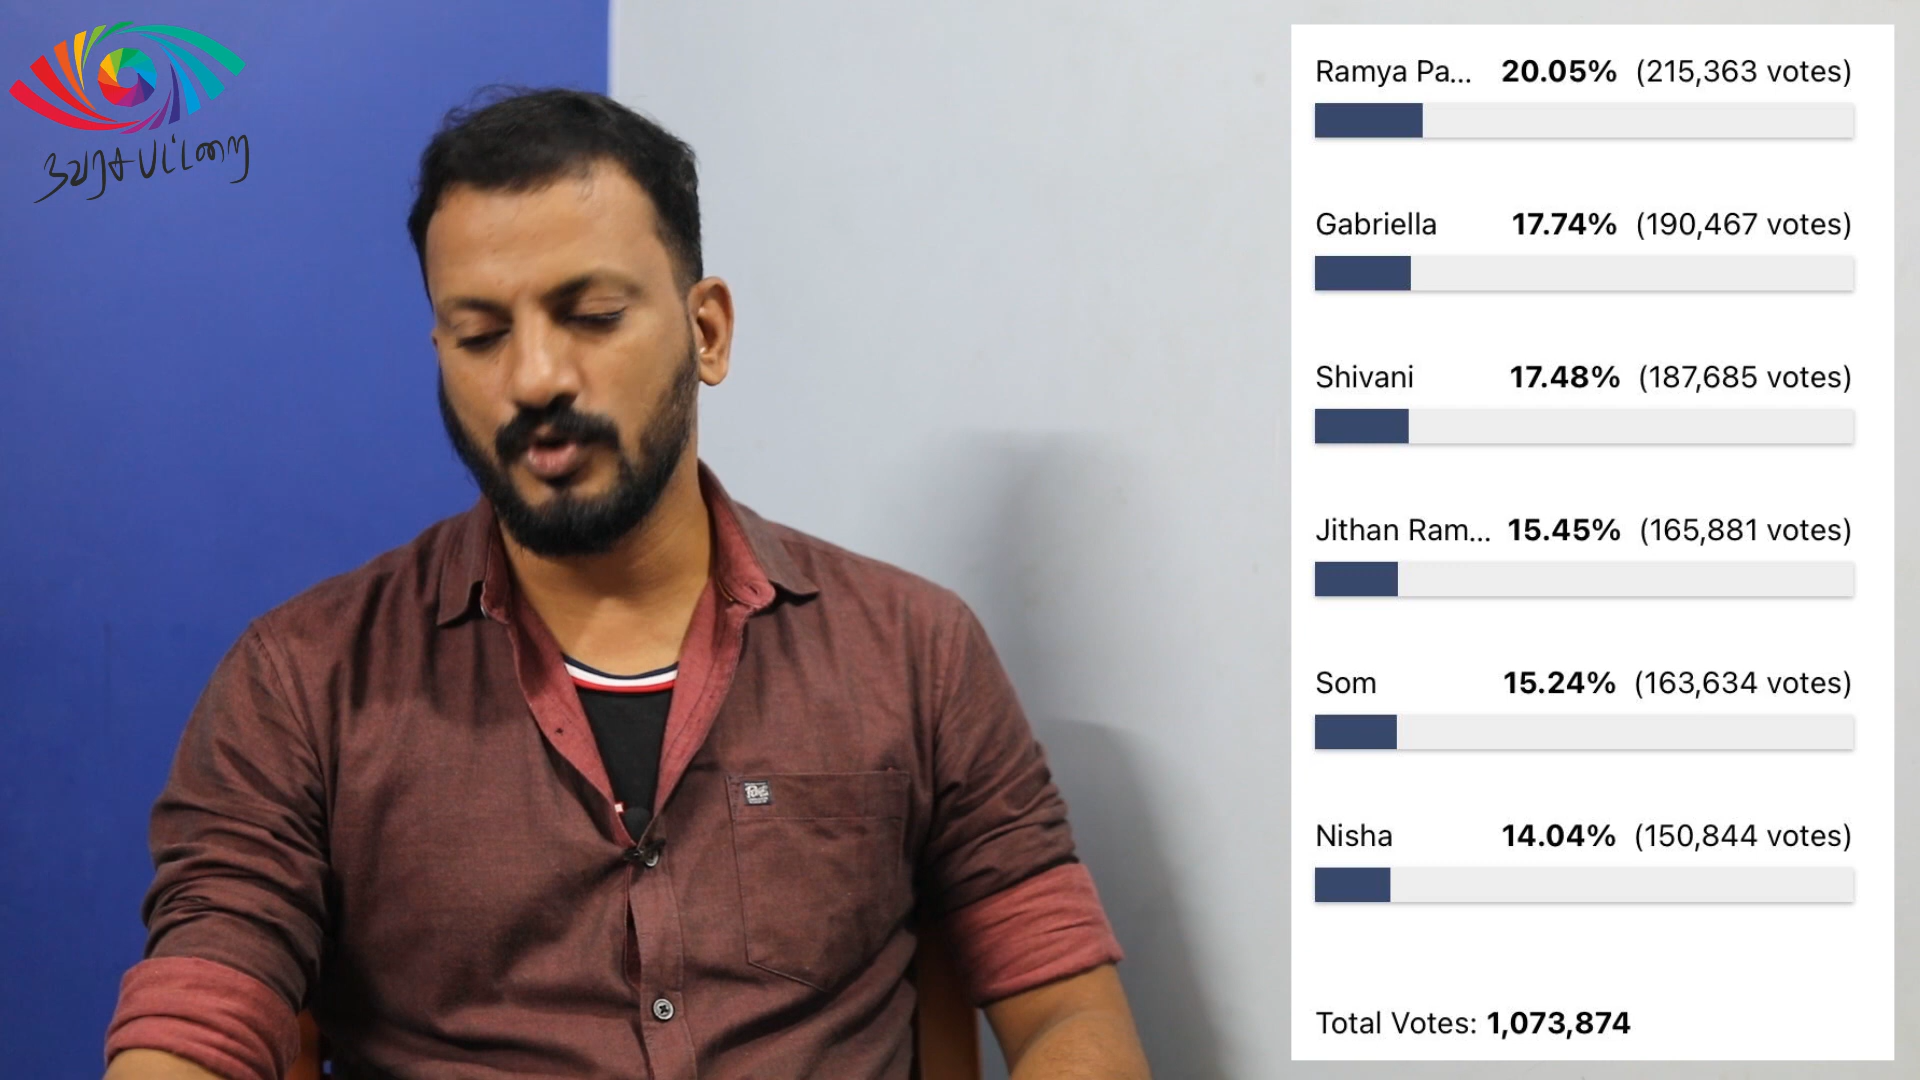 நவரசபட்டறை
Ramya Pa... 20.05% (215,363 votes)
Gabriella 17.74% (190,467 votes)
Shivani 17.48% (187,685 votes)
Jithan Ram... 15.45% (165,881 votes)
Som 15.24% (163,634 votes)
Nisha 14.04% (150,844 votes)
Total Votes: 1,073,874